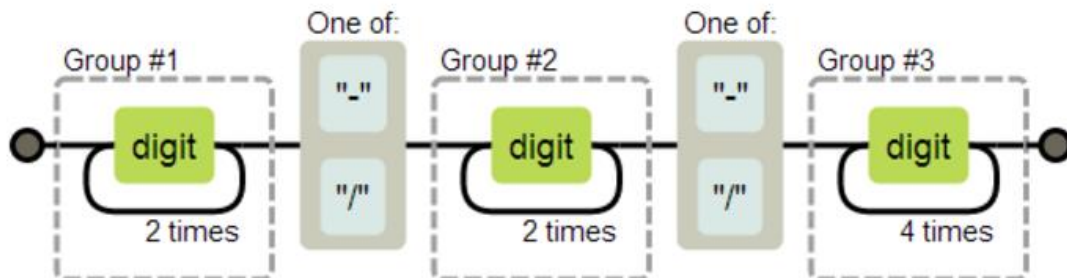 One of: One of:
Group #1 Group #2 Group #3
"-" "-"
digit digit digit
"/" "/"
2 times 2 times 4 times